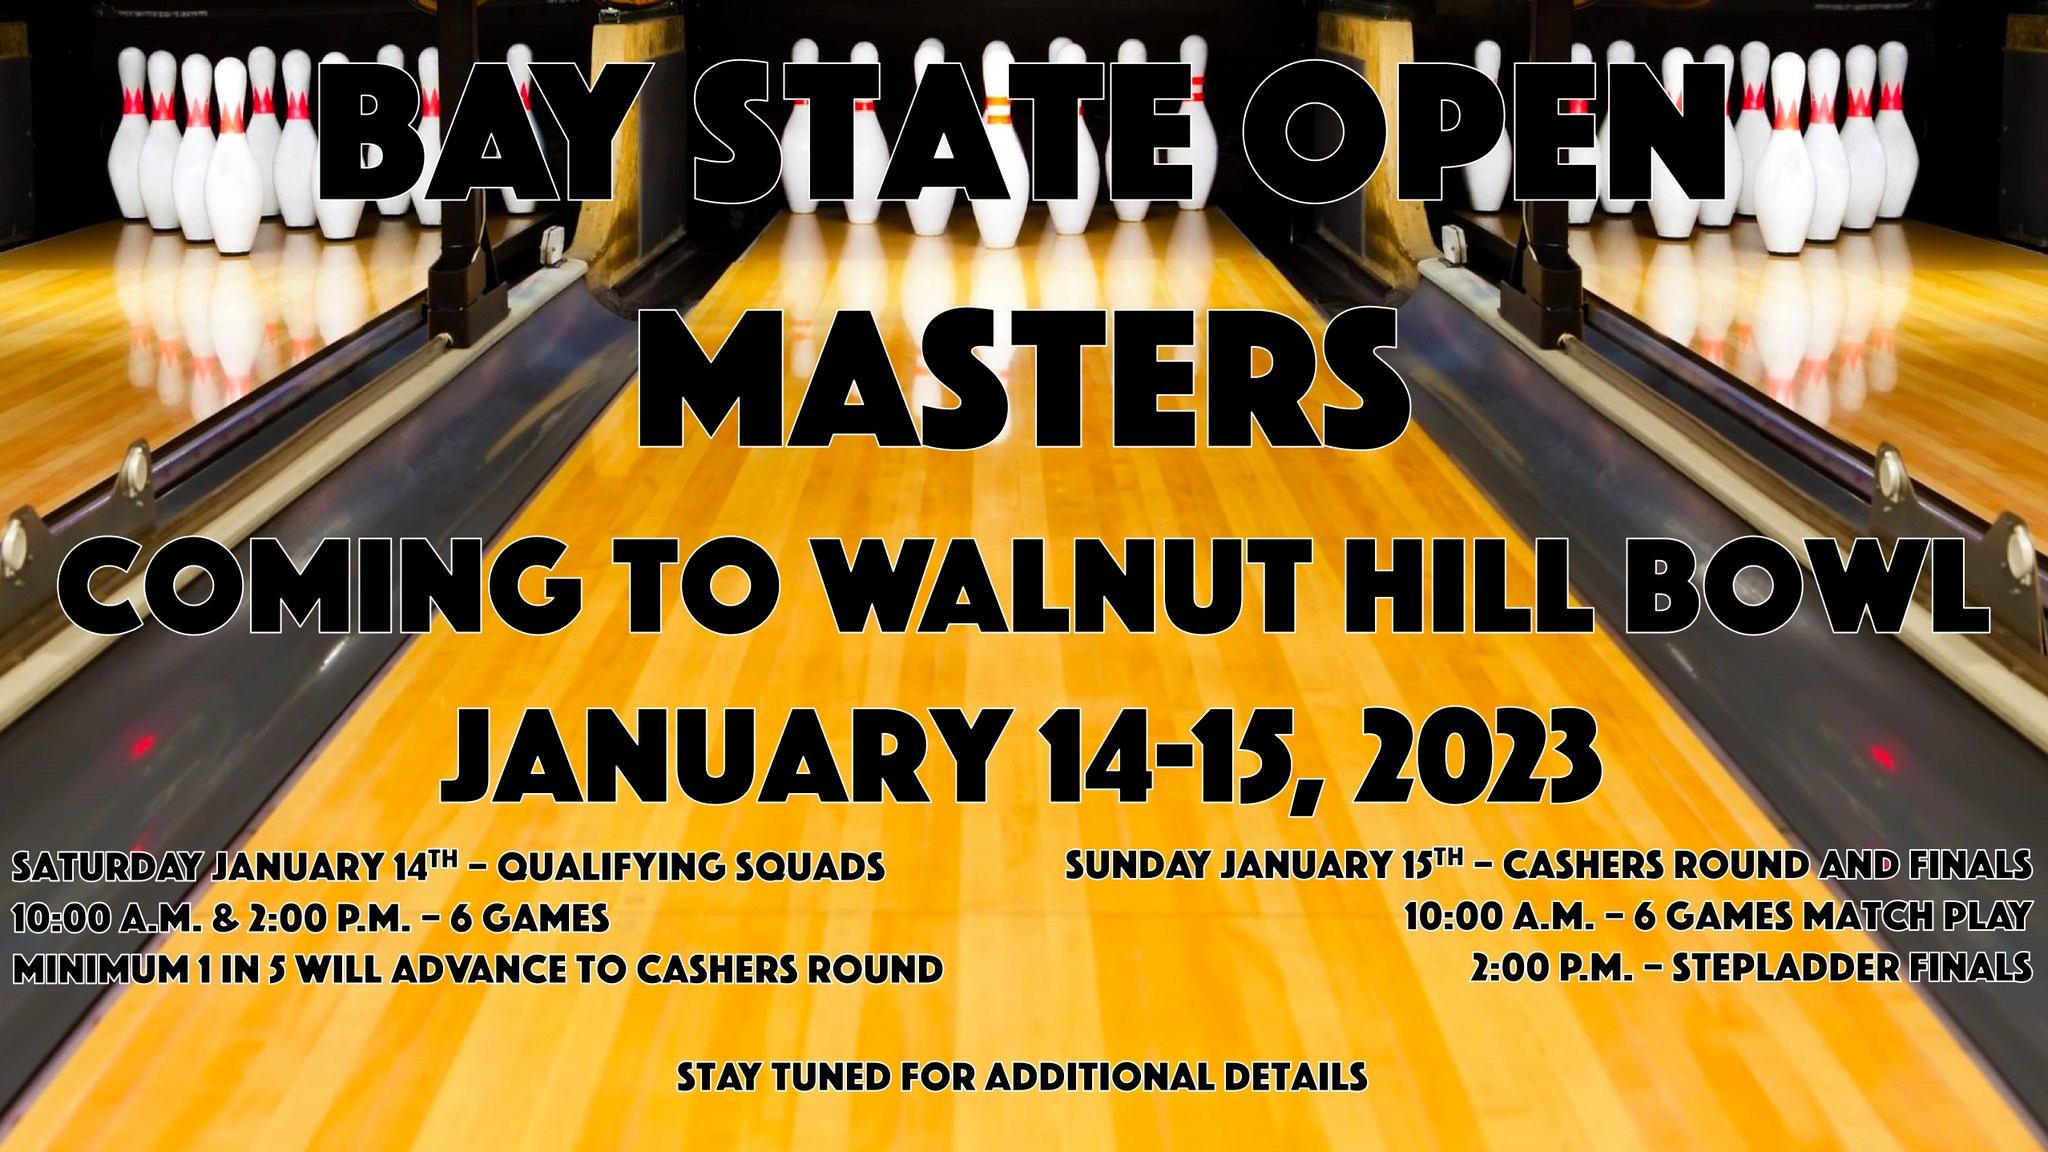 BAY STATE OPEN
MASTERS
COMING TO WALNUT HILL BOWL
JANUARY 14-15, 2023
SATURDAY JANUARY 14TH – QUALIFYING SQUADS
10:00 A.M. & 2:00 P.M. – 6 GAMES
MINIMUM 1 IN 5 WILL ADVANCE TO CASHERS ROUND
SUNDAY JANUARY 15TH – CASHERS ROUND AND FINALS
10:00 A.M. – 6 GAMES MATCH PLAY
2:00 P.M. – STEPLADDER FINALS
STAY TUNED FOR ADDITIONAL DETAILS